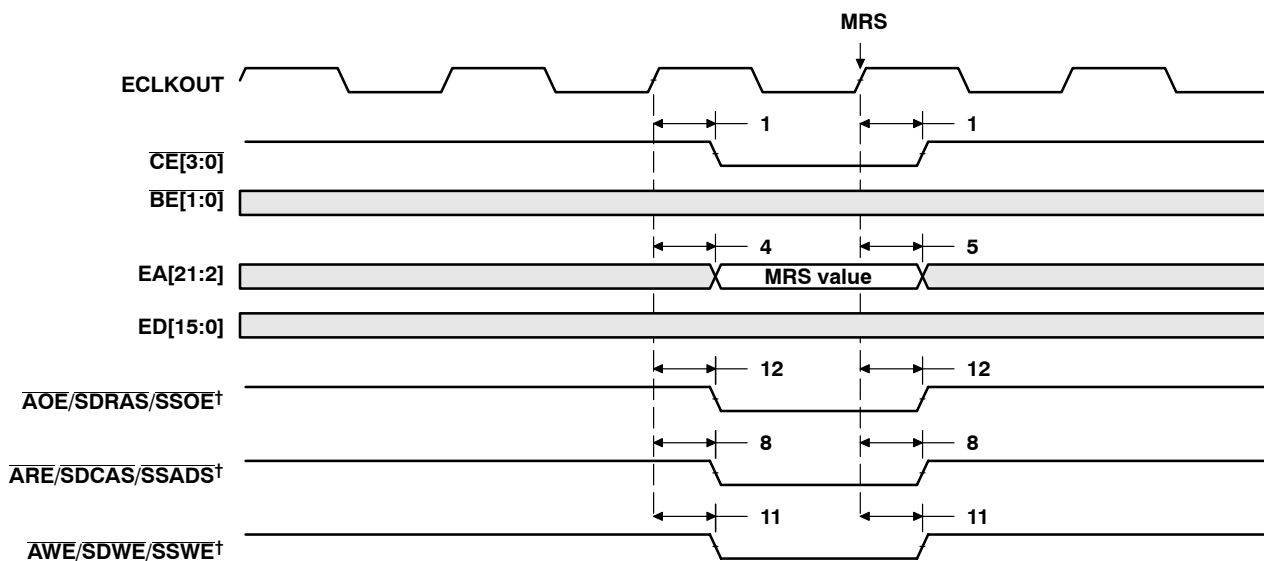 MRS
ECLKOUT
1 1
CE[3:0]
BE[1:0]
4 5
EA[21:2] MRS value
ED[15:0]
12 12
AOE/SDRAS/SSOE†
8 8
ARE/SDCAS/SSADS†
11 11
AWE/SDWE/SSWE†